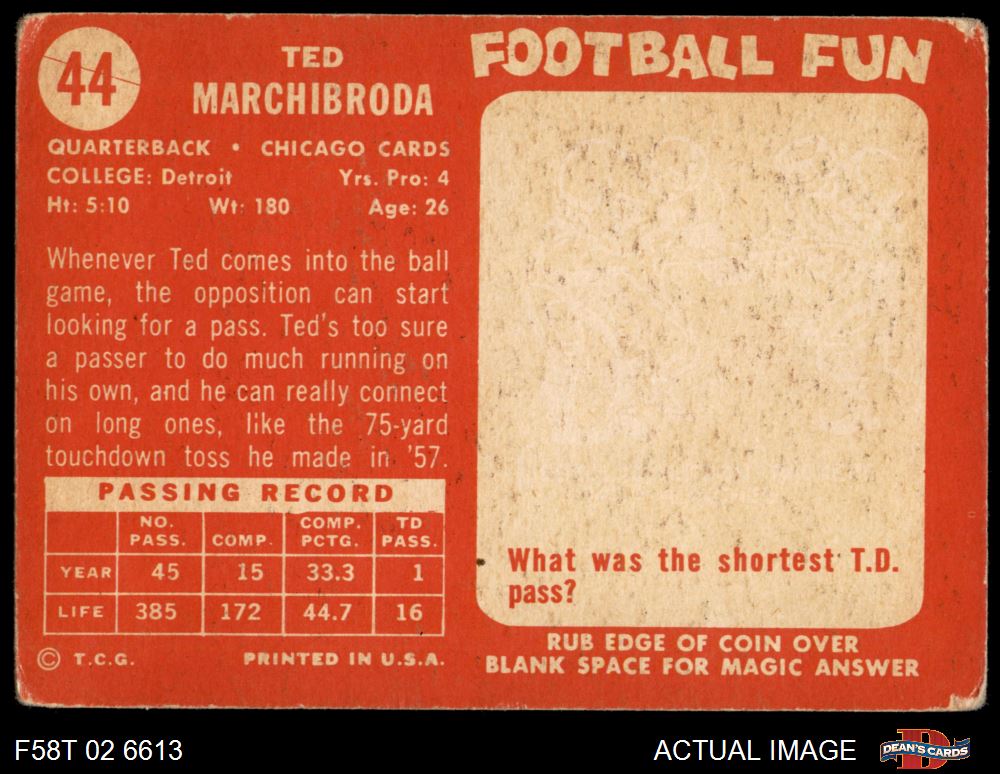 44
TED
MARCHIBRODA
QUARTERBACK • CHICAGO CARDS
COLLEGE: Detroit Yrs. Pro: 4
Ht: 5:10 Wt: 180 Age: 26
Whenever Ted comes into the ball
game, the opposition can start
looking for a pass. Ted's too sure
a passer to do much running on
his own, and he can really connect
on long ones, like the 75-yard
touchdown toss he made in '57.
PASSING RECORD
NO. PASS. COMP. COMP. PCTG. TD PASS.
YEAR 45 15 33.3 1
LIFE 385 172 44.7 16
© T.C.G. PRINTED IN U.S.A.
FOOTBALL FUN
What was the shortest T.D.
pass?
RUB EDGE OF COIN OVER
BLANK SPACE FOR MAGIC ANSWER
F58T 02 6613
ACTUAL IMAGE
DEAN'S CARDS